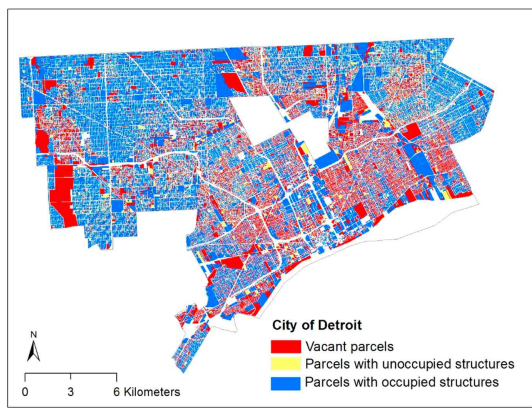 City of Detroit
Vacant parcels
Parcels with unoccupied structures
Parcels with occupied structures
N
0 3 6 Kilometers